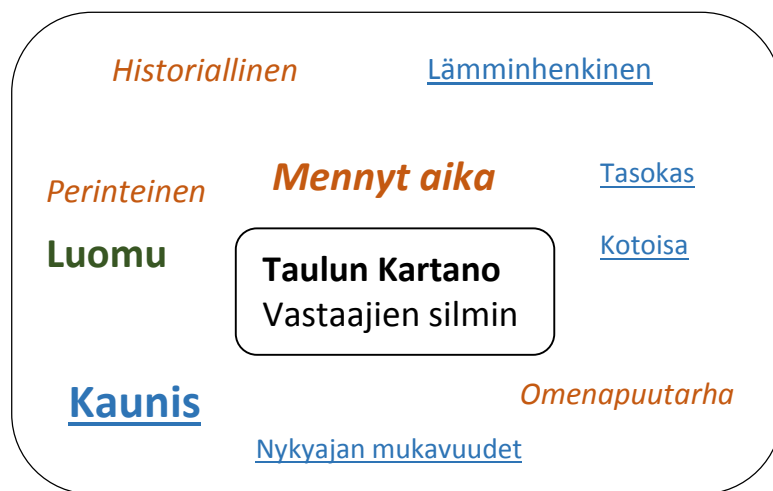 Historiallinen
Lämminhenkinen
Mennyt aika
Tasokas
Perinteinen
Luomu
Kotoisa
Taulun Kartano
Vastaajien silmin
Kaunis
Omenapuutarha
Nykyajan mukavuudet